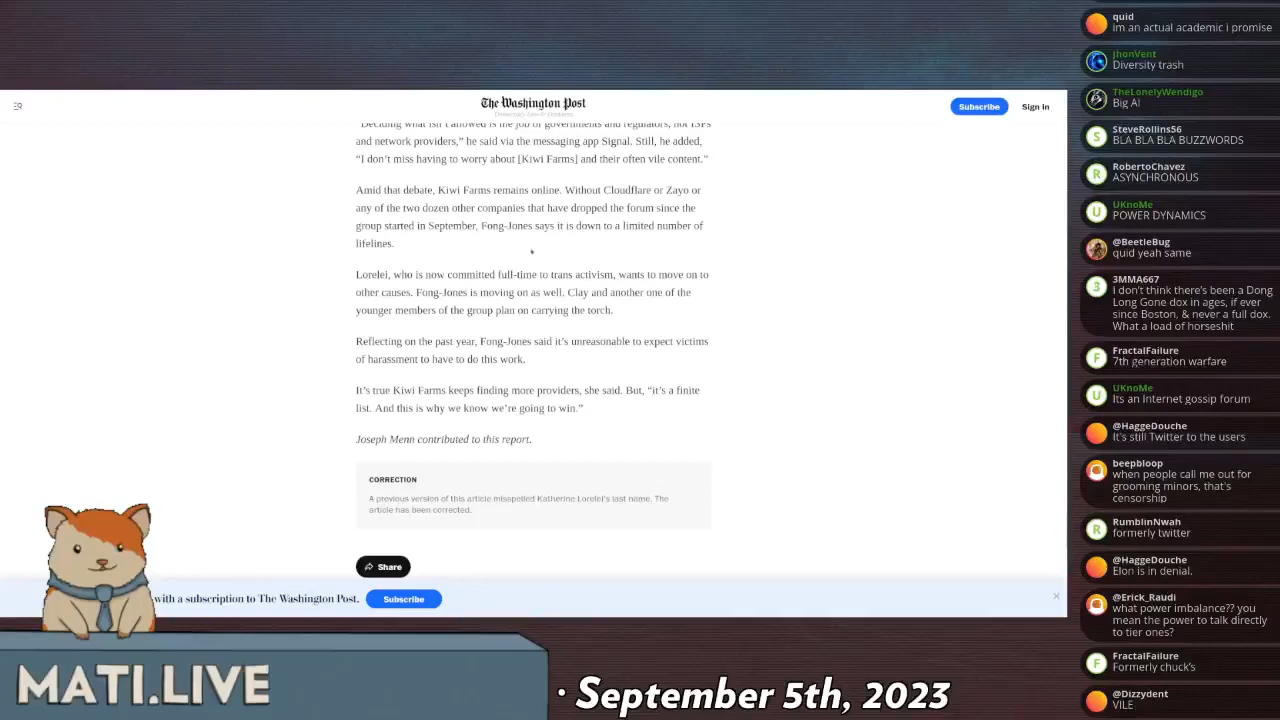 The Washington Post
Subscribe
Sign in
"Deciding what isn't allowed is the job of governments and regulators, not ISPs
and network providers," he said via the messaging app Signal. Still, he added,
"I don't miss having to worry about [Kiwi Farms] and their often vile content."
Amid that debate, Kiwi Farms remains online. Without Cloudflare or Zayo or
any of the two dozen other companies that have dropped the forum since the
group started in September, Fong-Jones says it is down to a limited number of
lifelines.
Lorelei, who is now committed full-time to trans activism, wants to move on to
other causes. Fong-Jones is moving on as well. Clay and another one of the
younger members of the group plan on carrying the torch.
Reflecting on the past year, Fong-Jones said it's unreasonable to expect victims
of harassment to have to do this work.
It's true Kiwi Farms keeps finding more providers, she said. But, "it's a finite
list. And this is why we know we're going to win."
Joseph Menn contributed to this report.
CORRECTION
A previous version of this article misspelled Katherine Lorelei's last name. The
article has been corrected.
Share
with a subscription to The Washington Post.
Subscribe
MATI.LIVE
· September 5th, 2023
quid
im an actual academic i promise
JhonVent
Diversity trash
TheLonelyWendigo
Big AI
SteveRollins56
BLA BLA BLA BUZZWORDS
RobertoChavez
ASYNCHRONOUS
UKnoMe
POWER DYNAMICS
@BeetleBug
quid yeah same
3MMA667
I don't think there's been a Dong
Long Gone dox in ages, if ever
since Boston, & never a full dox.
What a load of horseshit
FractalFailure
7th generation warfare
UKnoMe
Its an Internet gossip forum
@HaggeDouche
It's still Twitter to the users
beepbloop
when people call me out for
grooming minors, that's
censorship
RumblinNwah
formerly twitter
@HaggeDouche
Elon is in denial.
@Erick_Raudi
what power imbalance?? you
mean the power to talk directly
to tier ones?
FractalFailure
Formerly chuck's
@Dizzydent
VILE